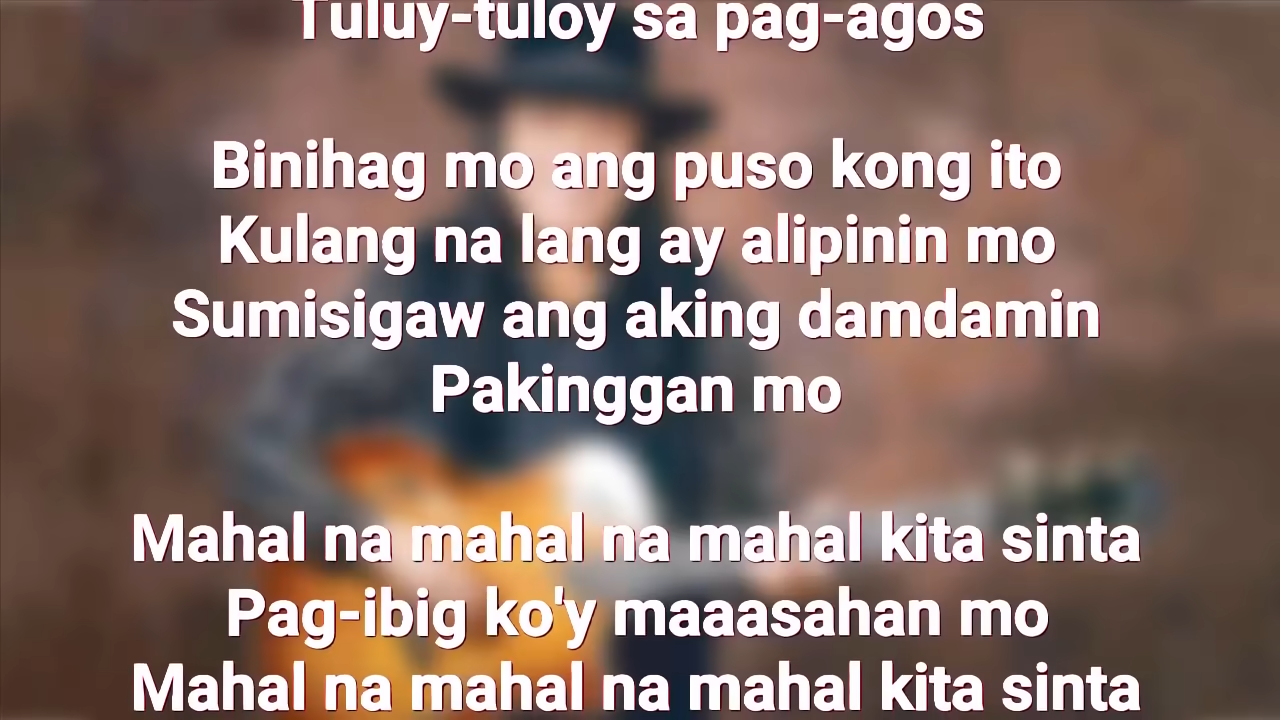 Tuluy-tuloy sa pag-agos
Binihag mo ang puso kong ito
Kulang na lang ay alipinin mo
Sumisigaw ang aking damdamin
Pakinggan mo
Mahal na mahal na mahal kita sinta
Pag-ibig ko'y maaasahan mo
Mahal na mahal na mahal kita sinta